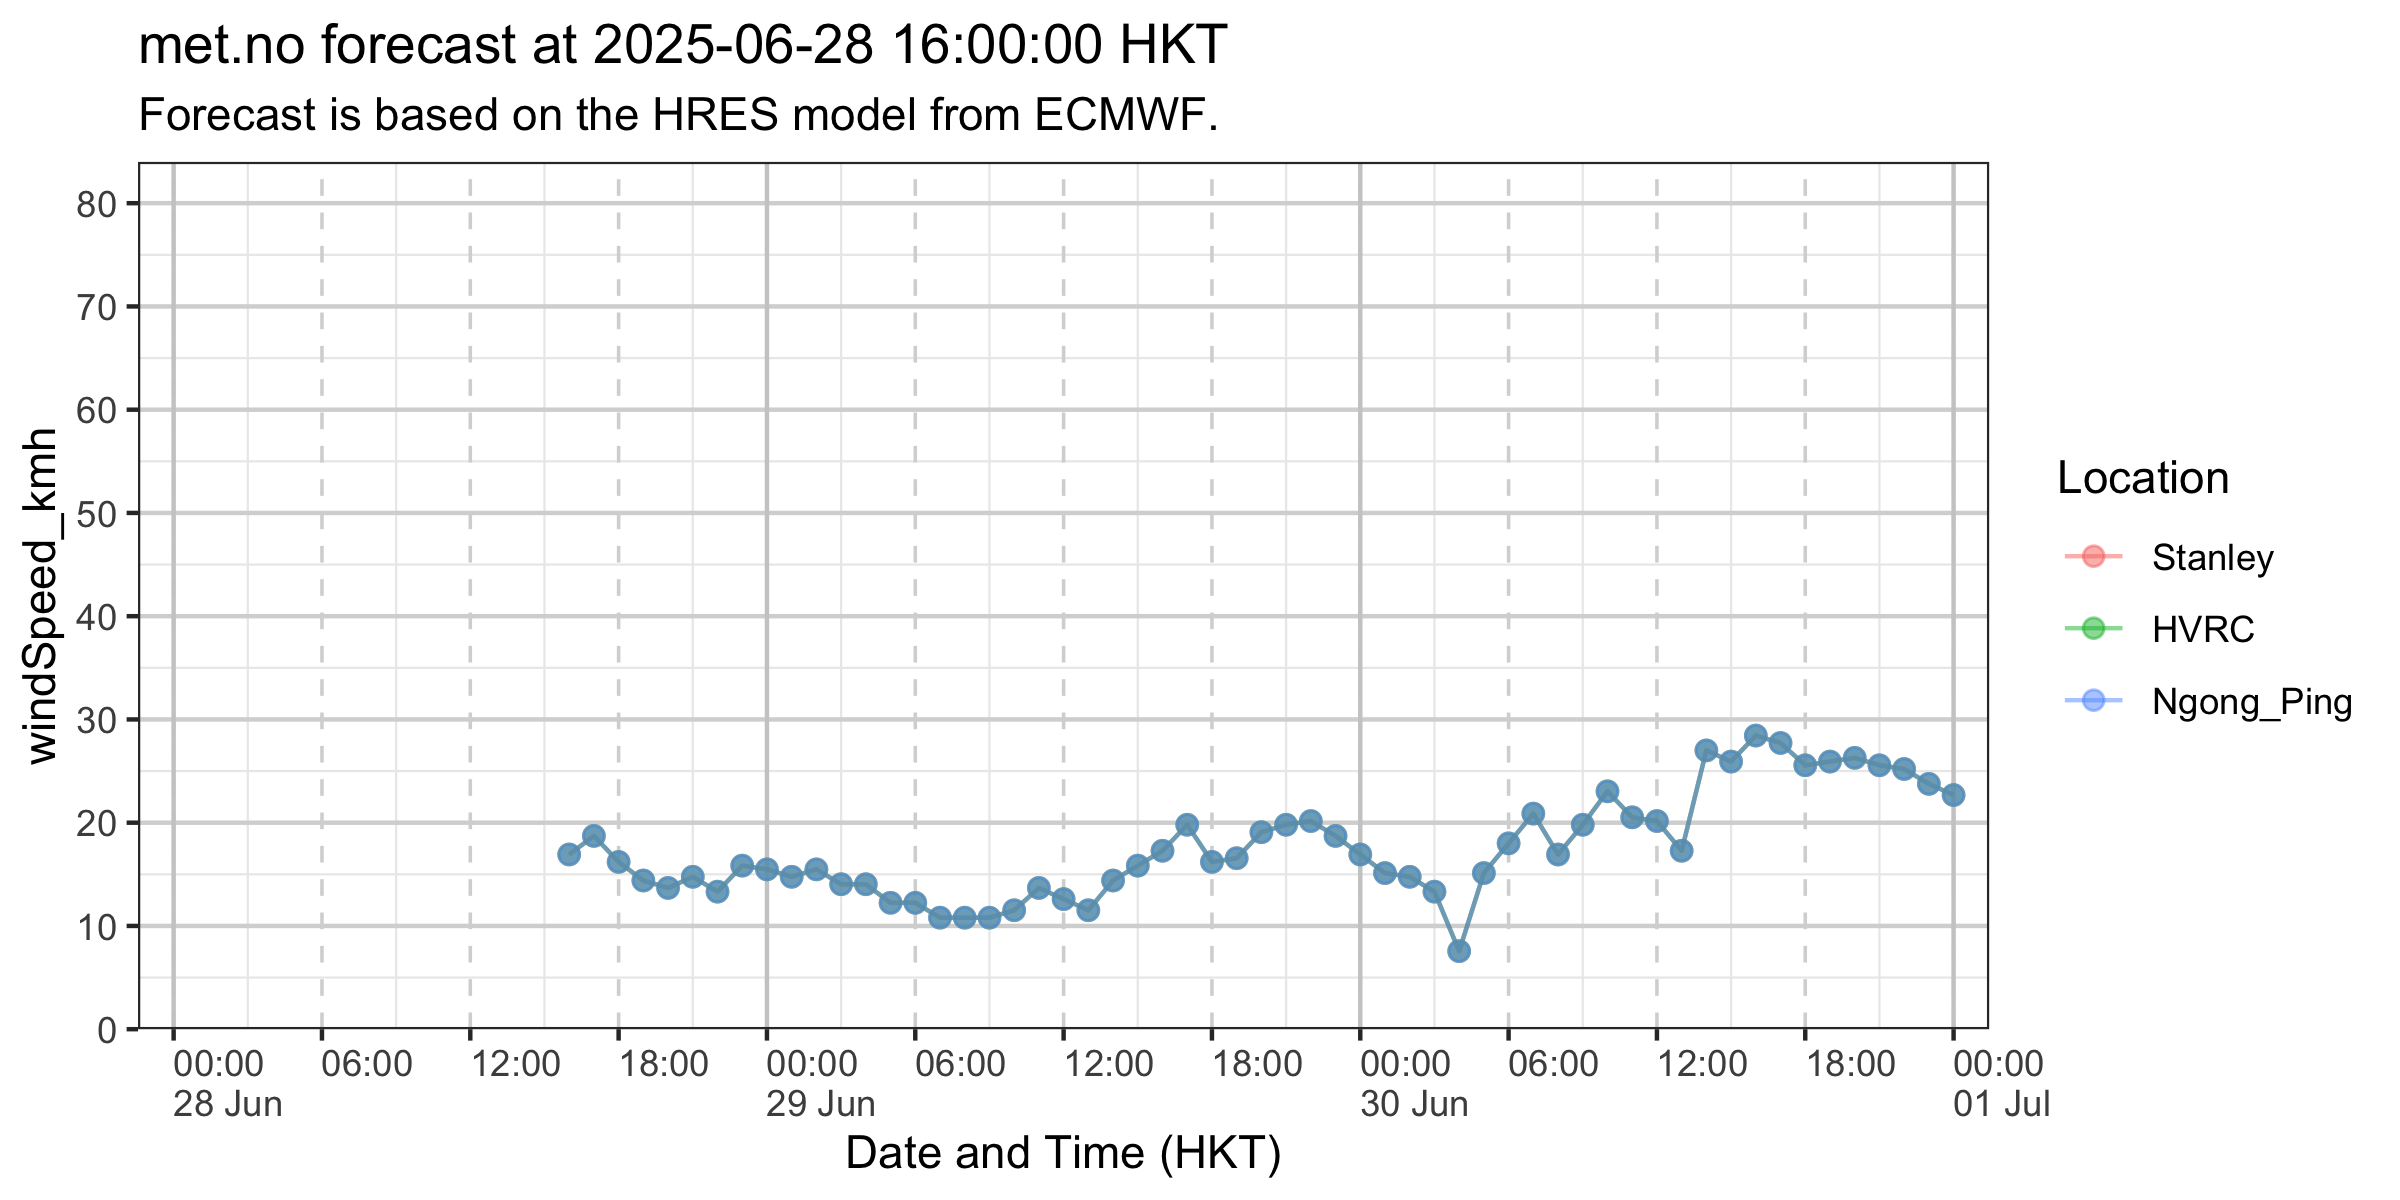 met.no forecast at 2025-06-28 16:00:00 HKT
Forecast is based on the HRES model from ECMWF.
windSpeed_kmh
80
70
60
50
40
30
20
10
0
00:00 06:00 12:00 18:00 00:00 06:00 12:00 18:00 00:00 06:00 12:00 18:00 00:00
28 Jun 29 Jun 30 Jun 01 Jul
Date and Time (HKT)
Location
Stanley
HVRC
Ngong_Ping